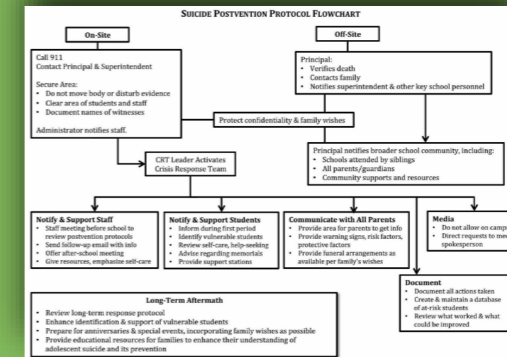 SUICIDE POSTVENTION PROTOCOL FLOWCHART
On-Site
Off-Site
Call 911
Contact Principal & Superintendent
Secure Area:
• Do not move body or disturb evidence
• Clear area of students and staff
• Document names of witnesses
Administrator notifies staff.
Principal:
• Verifies death
• Contacts family
• Notifies superintendent & other key school personnel
Protect confidentiality & family wishes
CRT Leader Activates
Crisis Response Team
Principal notifies broader school community, including:
• Schools attended by siblings
• All parents/guardians
• Community supports and resources
Notify & Support Staff
• Staff meeting before school to
review postvention protocols
• Send follow-up email with info
• Offer after-school meeting
• Give resources, emphasize self-care
Notify & Support Students
• Inform during first period
• Identify vulnerable students
• Review self-care, help-seeking
• Advise regarding memorials
• Provide support stations
Communicate with All Parents
• Provide area for parents to get info
• Provide warning signs, risk factors,
protective factors
• Provide funeral arrangements as
available per family's wishes
Media
• Do not allow on camp
• Direct requests to me
spokesperson
Document
• Document all actions taken
• Create & maintain a database
of at-risk students
• Review what worked & what
could be improved
Long-Term Aftermath
• Review long-term response protocol
• Enhance identification & support of vulnerable students
• Prepare for anniversaries & special events, incorporating family wishes as possible
• Provide educational resources for families to enhance their understanding of
adolescent suicide and its prevention